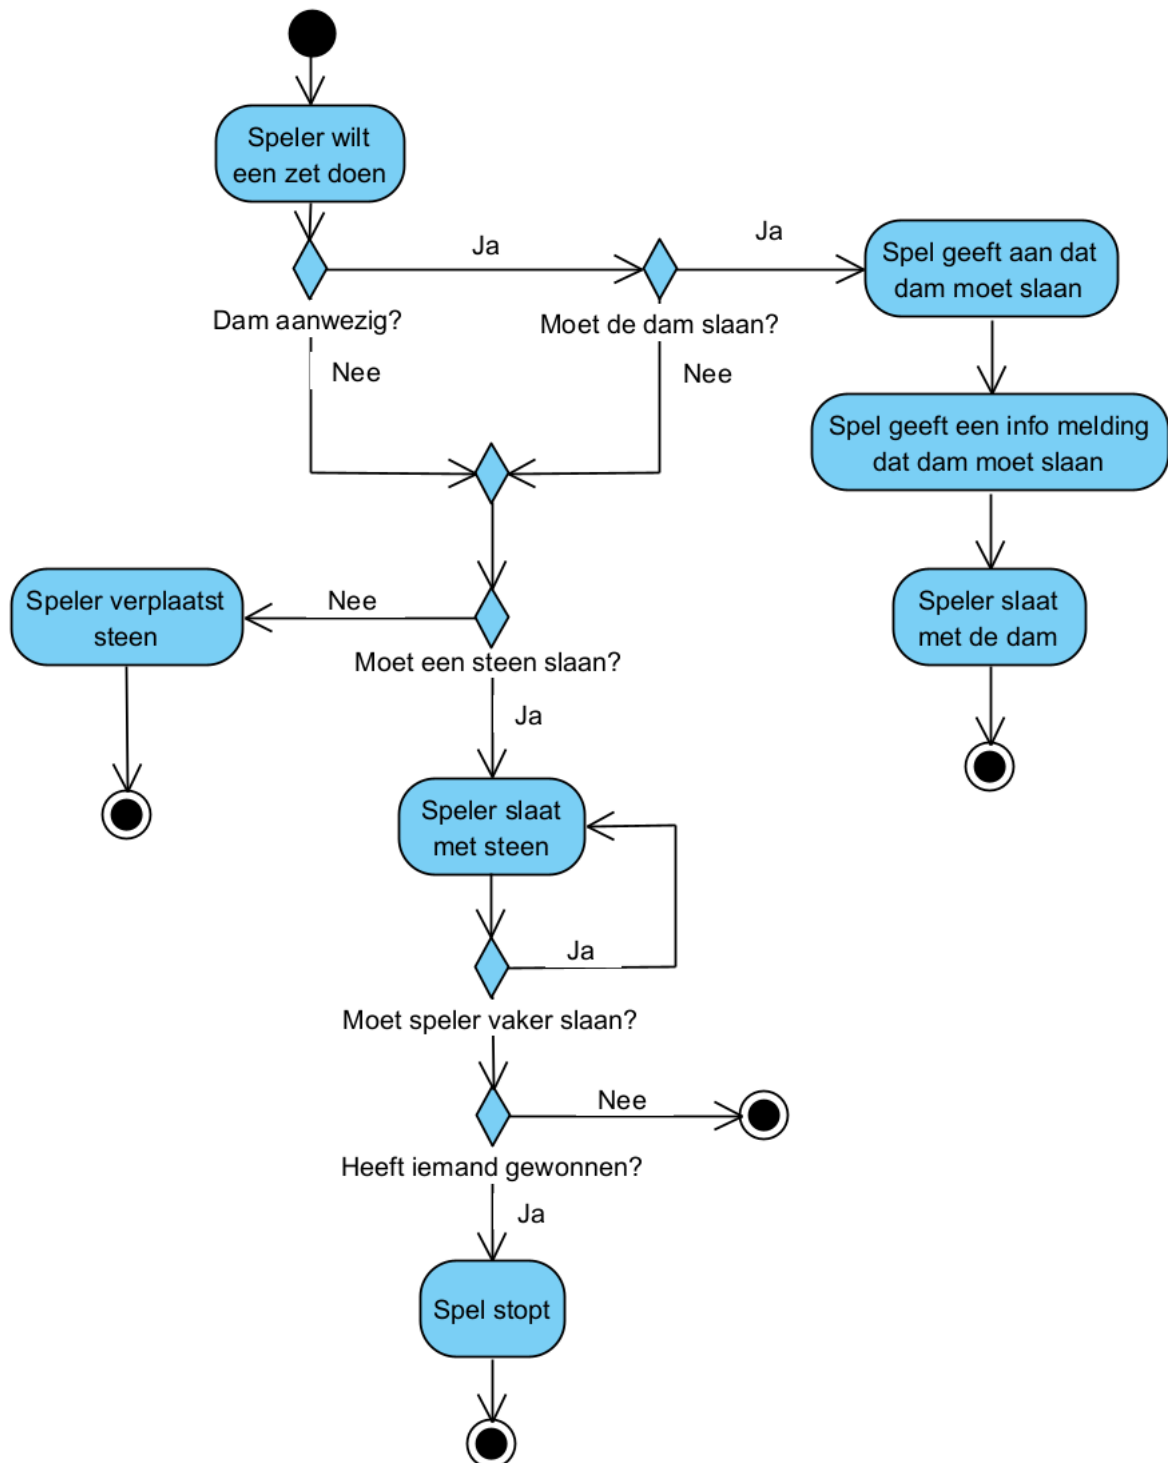 Speler wilt
een zet doen
Ja
Ja
Spel geeft aan dat
dam moet slaan
Dam aanwezig?
Moet de dam slaan?
Nee
Nee
Spel geeft een info melding
dat dam moet slaan
Speler verplaatst
steen
Nee
Speler slaat
met de dam
Moet een steen slaan?
Ja
Speler slaat
met steen
Ja
Moet speler vaker slaan?
Nee
Heeft iemand gewonnen?
Ja
Spel stopt